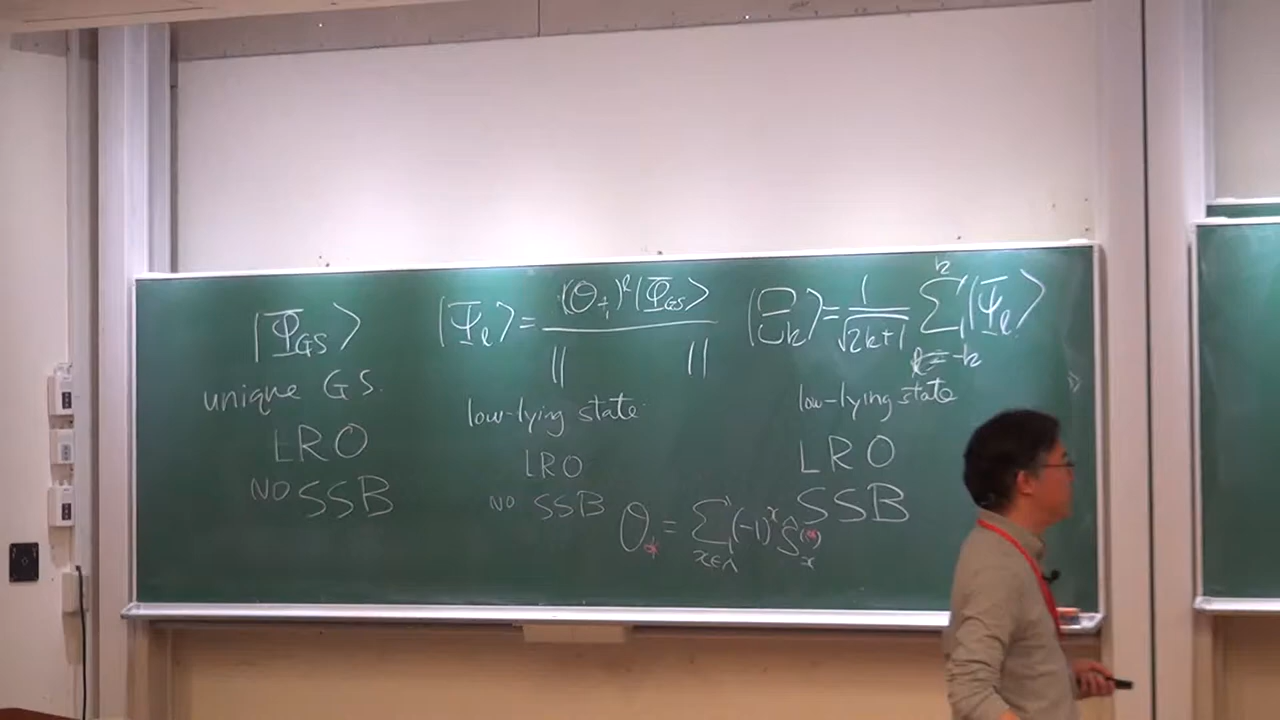 |Φ_GS⟩
unique GS.
LRO
NO SSB
|Ψ_ℓ⟩ = (O_+)^ℓ |Φ_GS⟩ / || ||
low-lying state
LRO
NO SSB
|Ξ_k⟩ = 1/√(2k+1) Σ_{ℓ=-k}^{k} |Ψ_ℓ⟩
low-lying state
LRO
SSB
O_+ = Σ_{x∈Λ} (-1)^x Ŝ_x